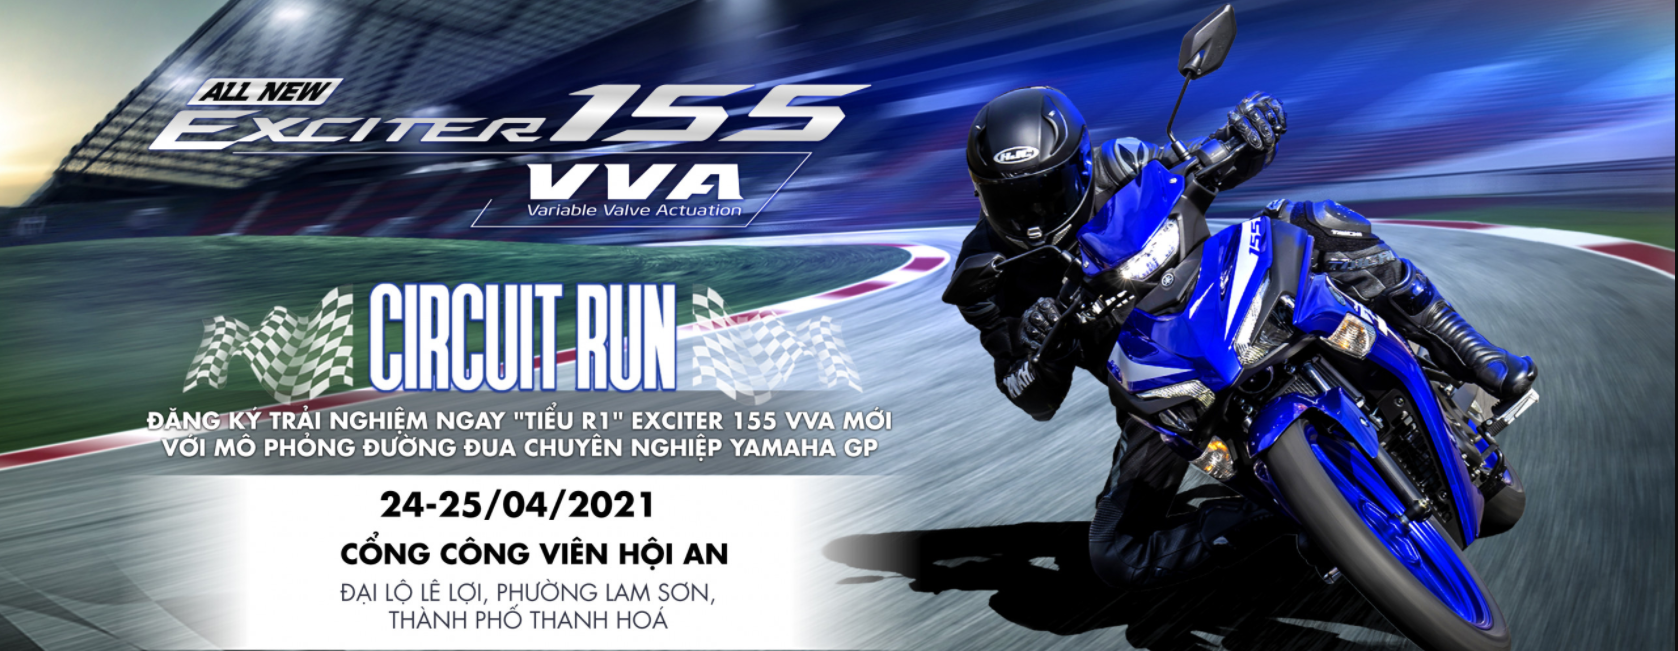 ALL NEW
EXCITER 155
VVA
Variable Valve Actuation
CIRCUIT RUN
ĐĂNG KÝ TRẢI NGHIỆM NGAY "TIỂU R1" EXCITER 155 VVA MỚI
VỚI MÔ PHỎNG ĐƯỜNG ĐUA CHUYÊN NGHIỆP YAMAHA GP
24-25/04/2021
CỔNG CÔNG VIÊN HỘI AN
ĐẠI LỘ LÊ LỢI, PHƯỜNG LAM SƠN,
THÀNH PHỐ THANH HOÁ
HJC
155